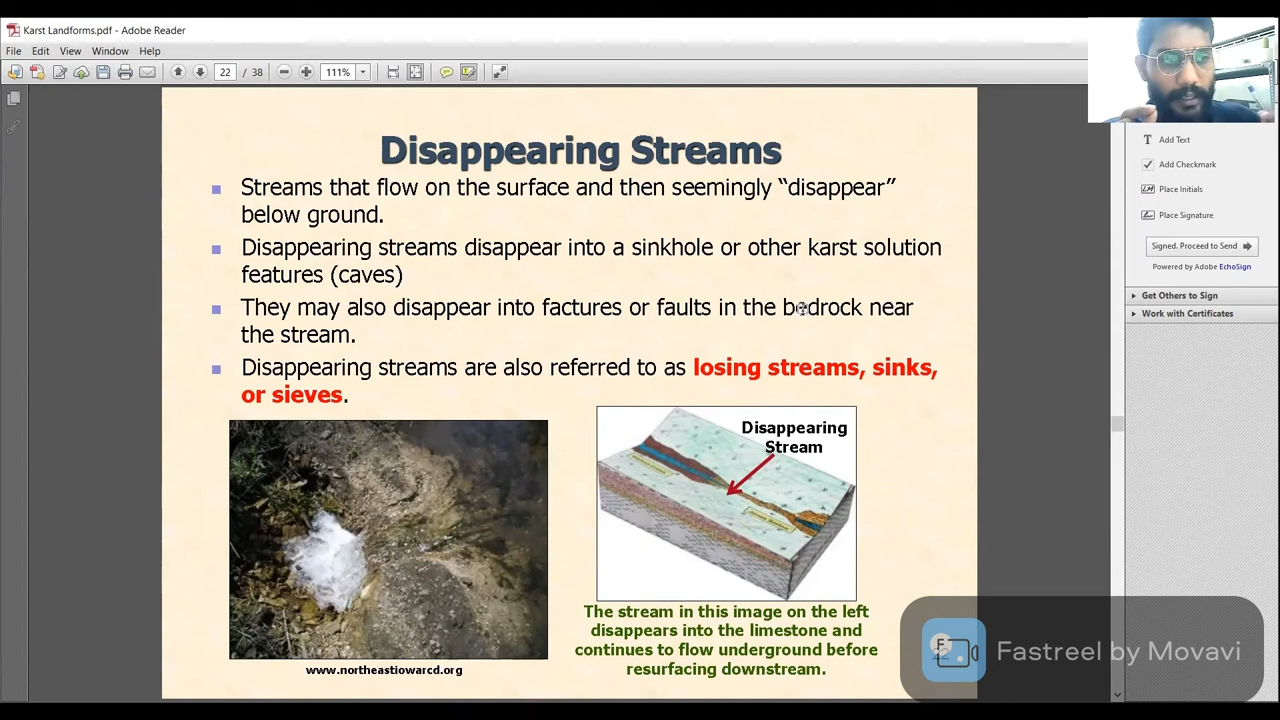 Karst Landforms.pdf - Adobe Reader
File Edit View Window Help
22 / 38 111%
Disappearing Streams
Streams that flow on the surface and then seemingly “disappear”
below ground.
Disappearing streams disappear into a sinkhole or other karst solution
features (caves)
They may also disappear into factures or faults in the bedrock near
the stream.
Disappearing streams are also referred to as losing streams, sinks,
or sieves.
Disappearing
Stream
The stream in this image on the left
disappears into the limestone and
continues to flow underground before
resurfacing downstream.
www.northeastiowarcd.org
Add Text
Add Checkmark
Place Initials
Place Signature
Signed. Proceed to Send
Powered by Adobe EchoSign
Get Others to Sign
Work with Certificates
Fastreel by Movavi